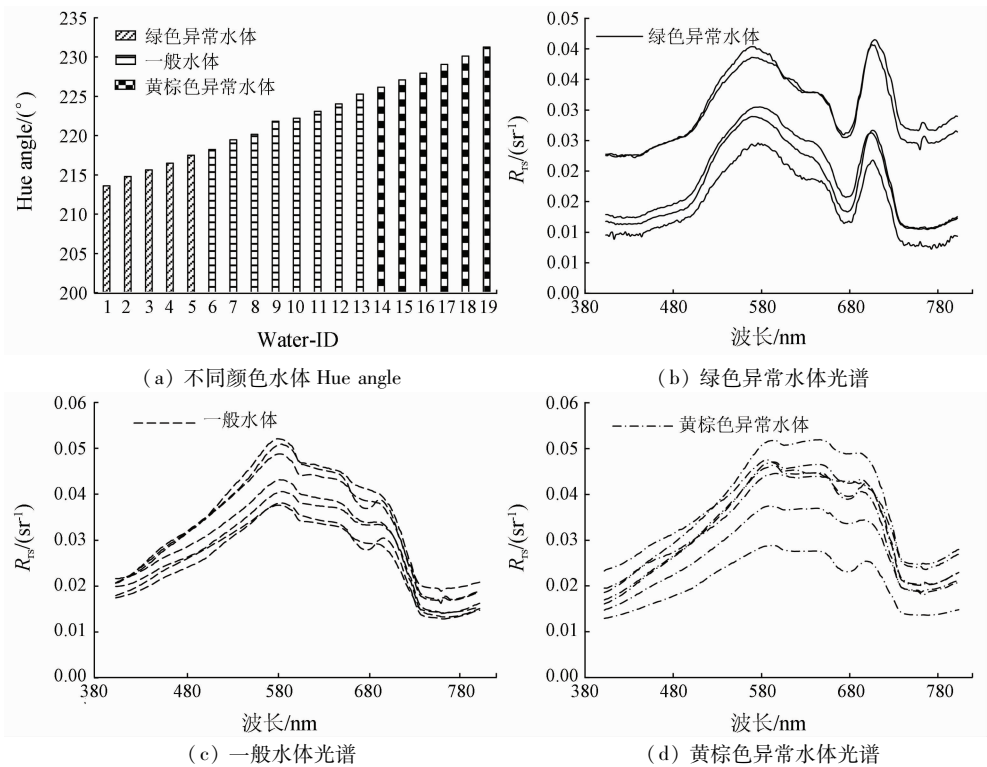 235
230
225
220
215
210
205
200
Hue angle/(°)
绿色异常水体
一般水体
黄棕色异常水体
1 2 3 4 5 6 7 8 9 10 11 12 13 14 15 16 17 18 19
Water-ID
(a) 不同颜色水体 Hue angle
0.05
0.04
0.04
0.03
0.03
0.02
0.02
0.01
0.01
0.00
Rrs/(sr-1)
绿色异常水体
380 480 580 680 780
波长/nm
(b) 绿色异常水体光谱
0.06
0.05
0.04
0.03
0.02
0.01
0.00
Rrs/(sr-1)
一般水体
380 480 580 680 780
波长/nm
(c) 一般水体光谱
0.06
0.05
0.04
0.03
0.02
0.01
0.00
Rrs/(sr-1)
黄棕色异常水体
380 480 580 680 780
波长/nm
(d) 黄棕色异常水体光谱